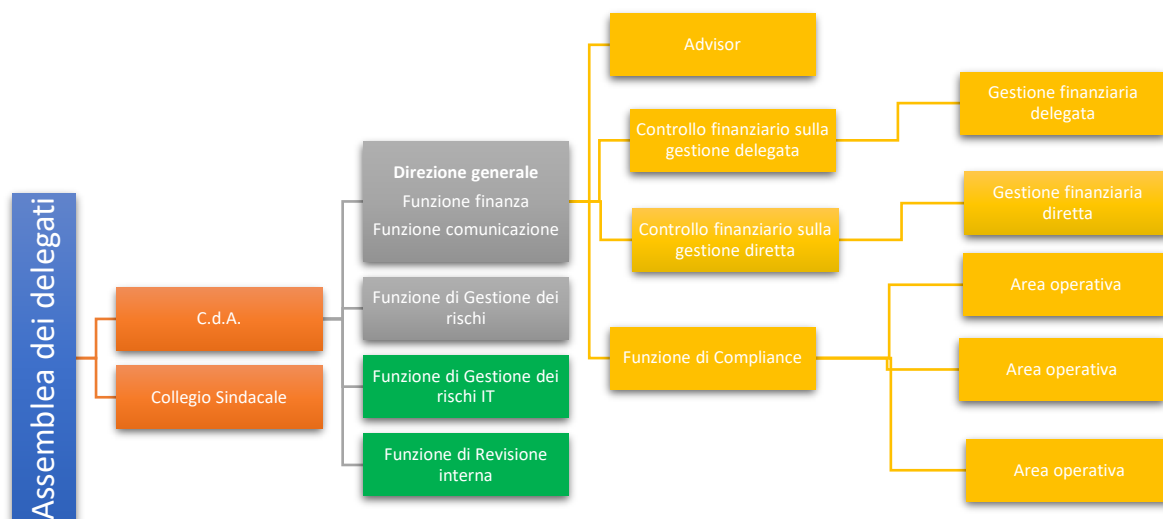 Assemblea dei delegati
C.d.A.
Collegio Sindacale
Direzione generale
Funzione finanza
Funzione comunicazione
Funzione di Gestione dei
rischi
Funzione di Gestione dei
rischi IT
Funzione di Revisione
interna
Advisor
Controllo finanziario sulla
gestione delegata
Controllo finanziario sulla
gestione diretta
Funzione di Compliance
Gestione finanziaria
delegata
Gestione finanziaria
diretta
Area operativa
Area operativa
Area operativa